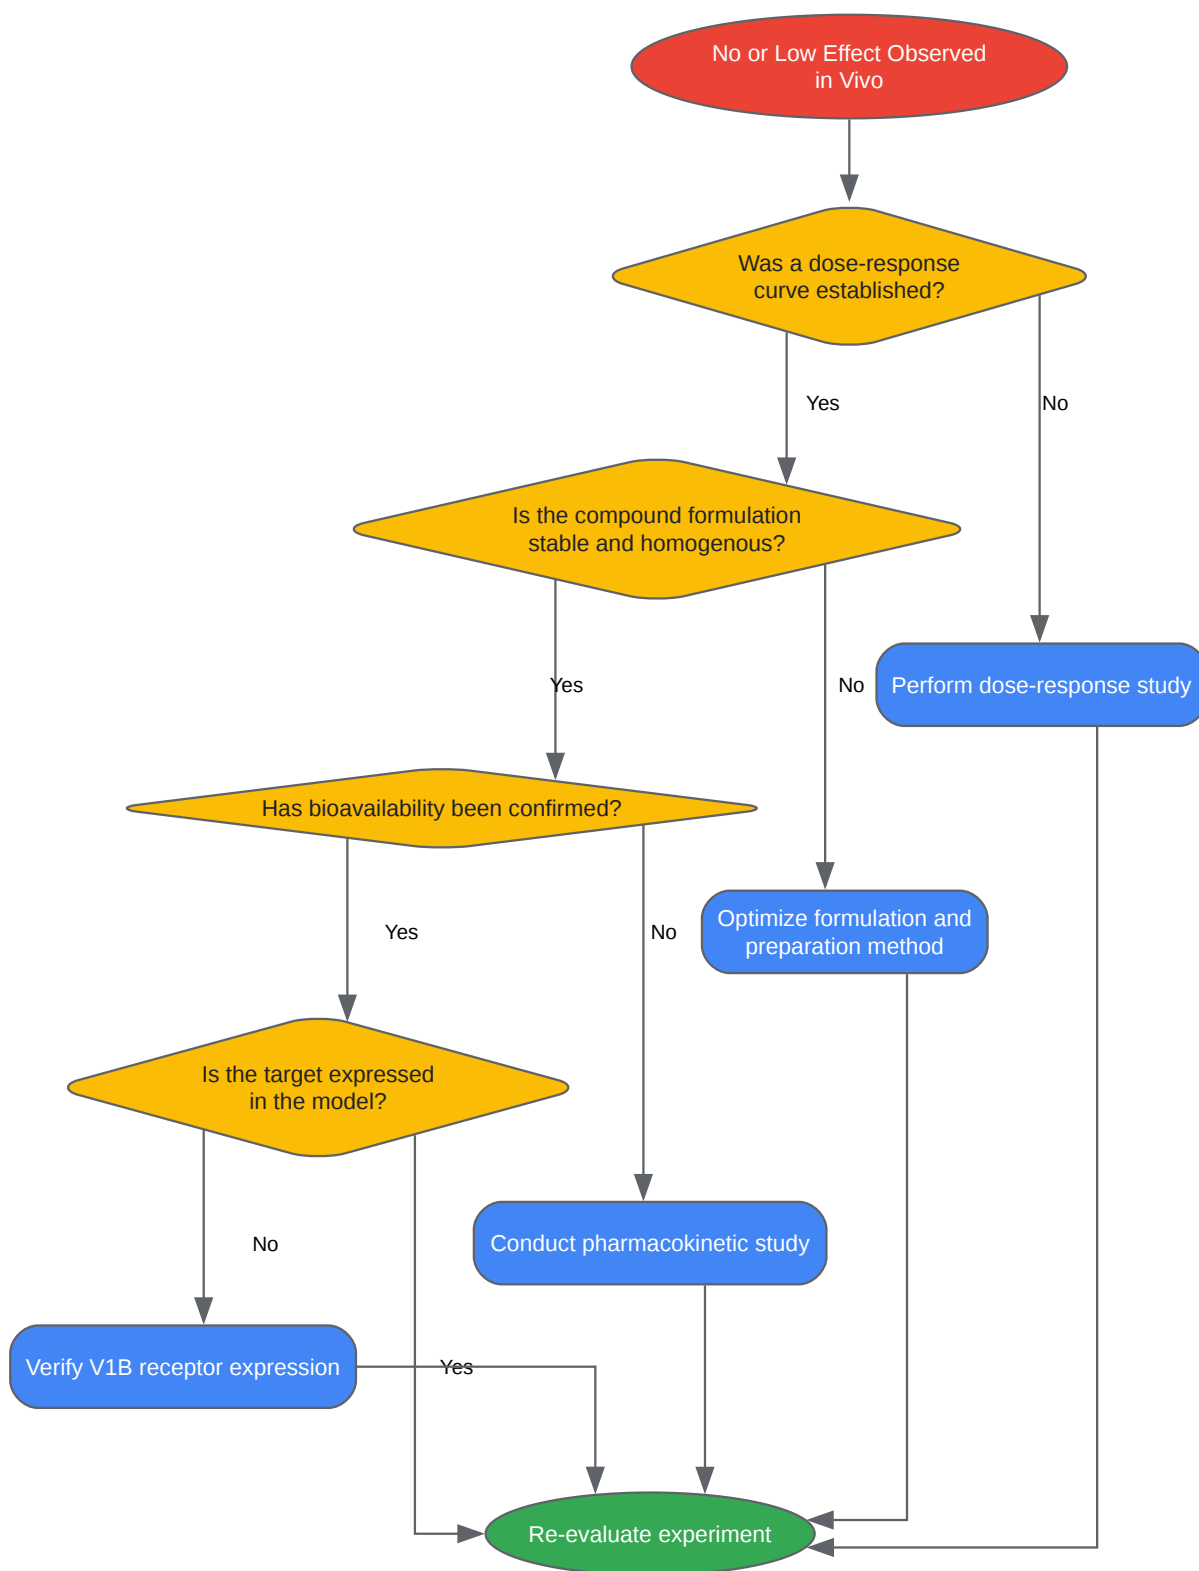 No or Low Effect Observed
in Vivo
Was a dose-response
curve established?
Yes
No
Is the compound formulation
stable and homogenous?
Yes
No
Perform dose-response study
Has bioavailability been confirmed?
Yes
No
Optimize formulation and
preparation method
Is the target expressed
in the model?
No
Conduct pharmacokinetic study
Verify V1B receptor expression
Yes
Re-evaluate experiment